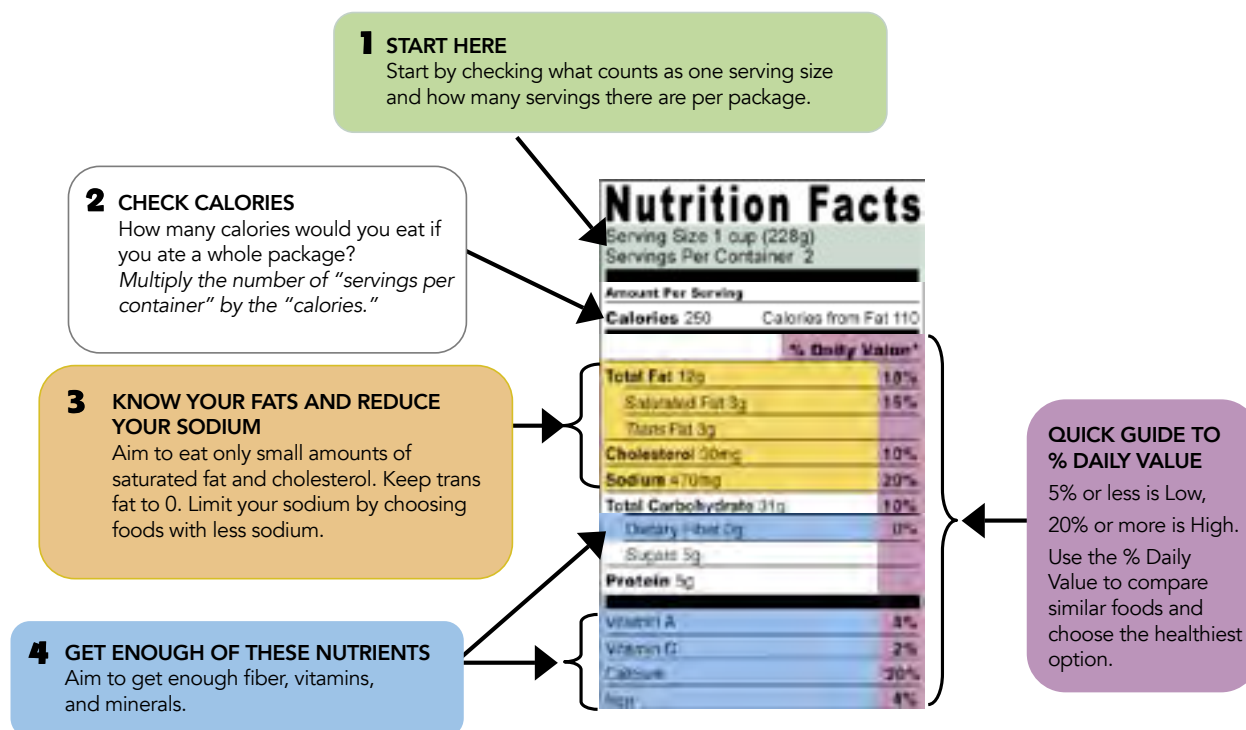 1 START HERE
Start by checking what counts as one serving size
and how many servings there are per package.
2 CHECK CALORIES
How many calories would you eat if
you ate a whole package?
Multiply the number of “servings per
container” by the “calories.”
3 KNOW YOUR FATS AND REDUCE
YOUR SODIUM
Aim to eat only small amounts of
saturated fat and cholesterol. Keep trans
fat to 0. Limit your sodium by choosing
foods with less sodium.
4 GET ENOUGH OF THESE NUTRIENTS
Aim to get enough fiber, vitamins,
and minerals.
Nutrition Facts
Serving Size 1 cup (228g)
Servings Per Container 2
Amount Per Serving
Calories 250 Calories from Fat 110
% Daily Value*
Total Fat 12g 18%
Saturated Fat 3g 15%
Trans Fat 3g
Cholesterol 30mg 10%
Sodium 470mg 20%
Total Carbohydrate 31g 10%
Dietary Fiber 0g 0%
Sugars 5g
Protein 5g
Vitamin A 4%
Vitamin C 2%
Calcium 20%
Iron 4%
QUICK GUIDE TO
% DAILY VALUE
5% or less is Low,
20% or more is High.
Use the % Daily
Value to compare
similar foods and
choose the healthiest
option.